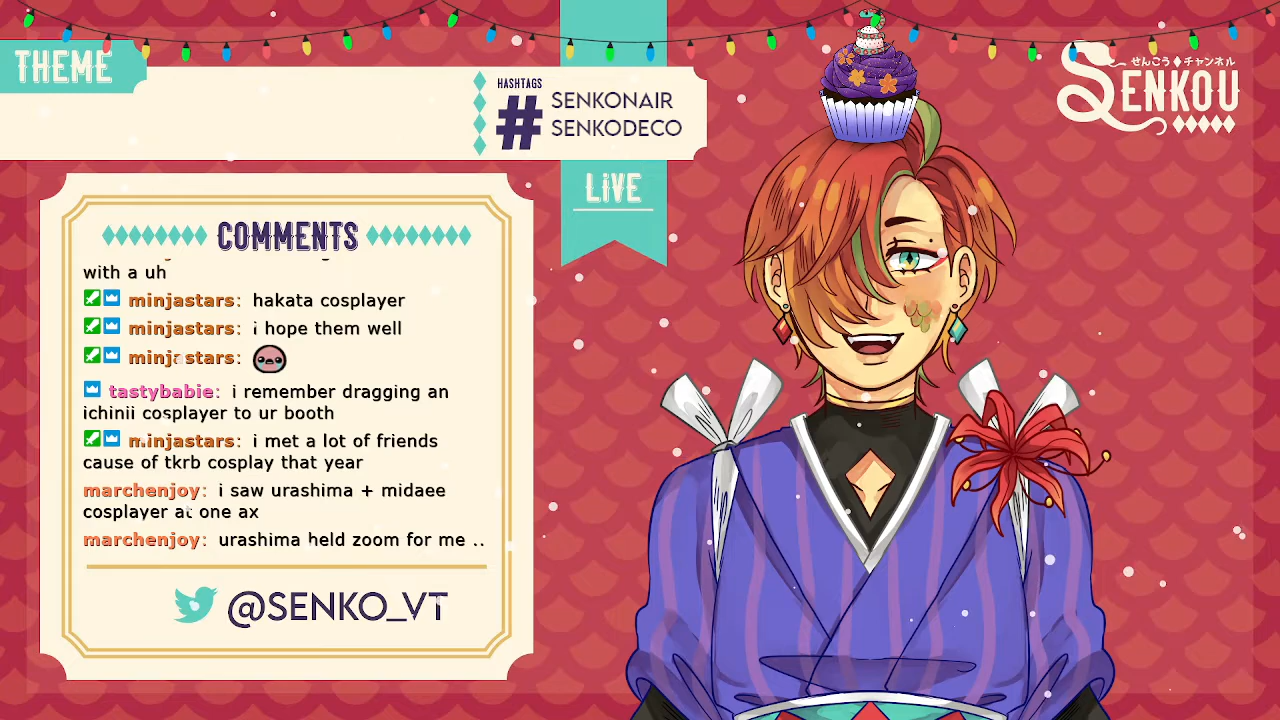 THEME
HASHTAGS
#
SENKONAIR
SENKODECO
せんこう♦チャンネル
SENKOU
LIVE
COMMENTS
with a uh
minjastars: hakata cosplayer
minjastars: i hope them well
minjastars:
tastybabie: i remember dragging an
ichinii cosplayer to ur booth
minjastars: i met a lot of friends
cause of tkrb cosplay that year
marchenjoy: i saw urashima + midaee
cosplayer at one ax
marchenjoy: urashima held zoom for me ..
@SENKO_VT